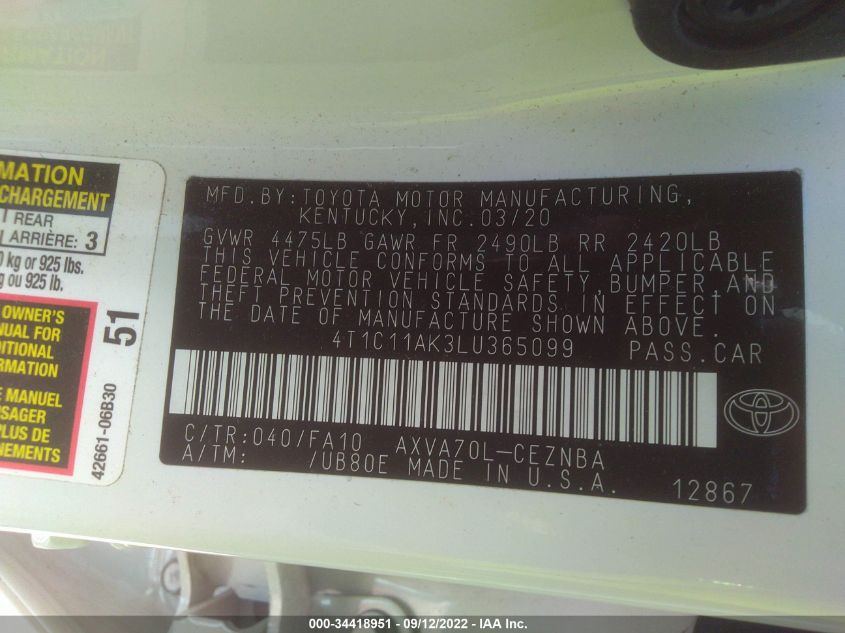 MFD.BY:TOYOTA MOTOR MANUFACTURING,
KENTUCKY,INC.03/20
GVWR 4475LB GAWR FR 2490LB RR 2420LB
THIS VEHICLE CONFORMS TO ALL APPLICABLE
FEDERAL MOTOR VEHICLE SAFETY,BUMPER,AND
THEFT PREVENTION STANDARDS IN EFFECT ON
THE DATE OF MANUFACTURE SHOWN ABOVE.
4T1C11AK3LU365099 PASS.CAR
C/TR:040/FA10 AXVA70L-CEZNBA
A/TM: /UB80E MADE IN U.S.A.
12867
MATION
CHARGEMENT
REAR
ARRIÈRE: 3
kg or 925 lbs.
ou 925 lb.
OWNER'S
NUAL FOR
DITIONAL
RMATION
E MANUEL
SAGER
PLUS DE
51
42661-06B30
000-34418951 - 09/12/2022 - IAA Inc.